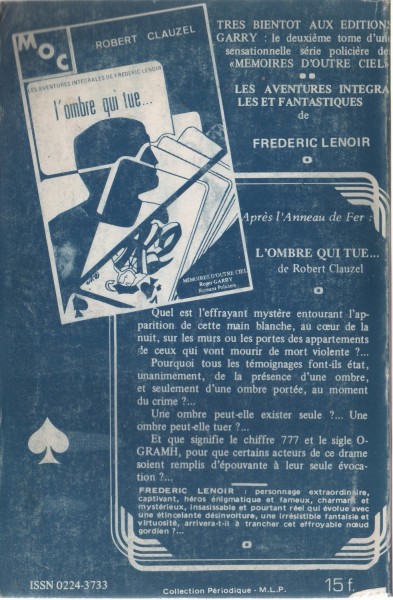 MOC
ROBERT CLAUZEL
LES AVENTURES INTEGRALES DE FREDERIC LENOIR
l'ombre qui tue...
MÉMOIRES D'OUTRE CIEL
Roger GARRY
Romans Policiers
TRES BIENTOT AUX EDITIONS
GARRY : le deuxième tome d'un
sensationnelle série policière de
«MEMOIRES D'OUTRE CIEL»
LES AVENTURES INTEGRA
LES ET FANTASTIQUES
de
FREDERIC LENOIR
Après l'Anneau de Fer :
L'OMBRE QUI TUE...
de Robert Clauzel
Quel est l'effrayant mystère entourant l'ap-
parition de cette main blanche, au cœur de la
nuit, sur les murs ou les portes des appartements
de ceux qui vont mourir de mort violente ?...
Pourquoi tous les témoignages font-ils état,
unanimement, de la présence d'une ombre,
et seulement d'une ombre portée, au moment
du crime ?...
Une ombre peut-elle exister seule ?... Une
ombre peut-elle tuer ?...
Et que signifie le chiffre 777 et le sigle O-
GRAMH, pour que certains acteurs de ce drame
soient remplis d'épouvante à leur seule évoca-
tion ?...
FREDERIC LENOIR : personnage extraordinaire,
captivant, héros énigmatique et fameux, charmant et
mystérieux, insaisissable et pourtant réel qui évolue avec
une étincelante désinvolture, une irrésistible fantaisie et
virtuosité, arrivera-t-il à trancher cet effroyable nœud
gordien ?...
ISSN 0224-3733
Collection Périodique - M.L.P.
15 f.